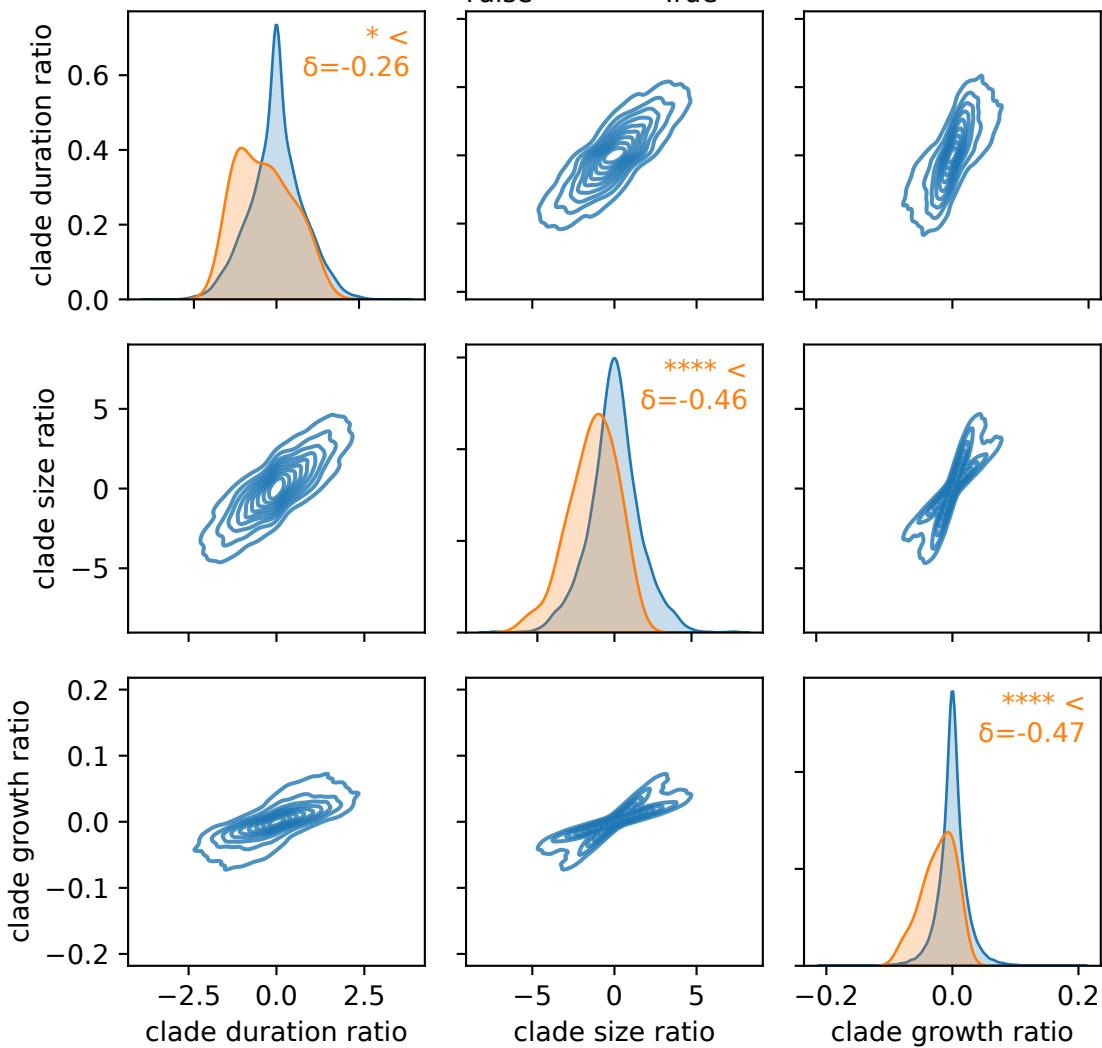 True
clade duration ratio
0.6
0.4
0.2
0.0
* <
δ=-0.26
clade size ratio
5
0
−5
**** <
δ=-0.46
clade growth ratio
0.2
0.1
0.0
−0.1
−0.2
**** <
δ=-0.47
−2.5 0.0 2.5
−5 0 5
−0.2 0.0 0.2
clade duration ratio
clade size ratio
clade growth ratio